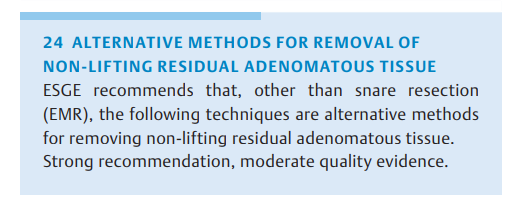 24 ALTERNATIVE METHODS FOR REMOVAL OF
NON-LIFTING RESIDUAL ADENOMATOUS TISSUE
ESGE recommends that, other than snare resection
(EMR), the following techniques are alternative methods
for removing non-lifting residual adenomatous tissue.
Strong recommendation, moderate quality evidence.